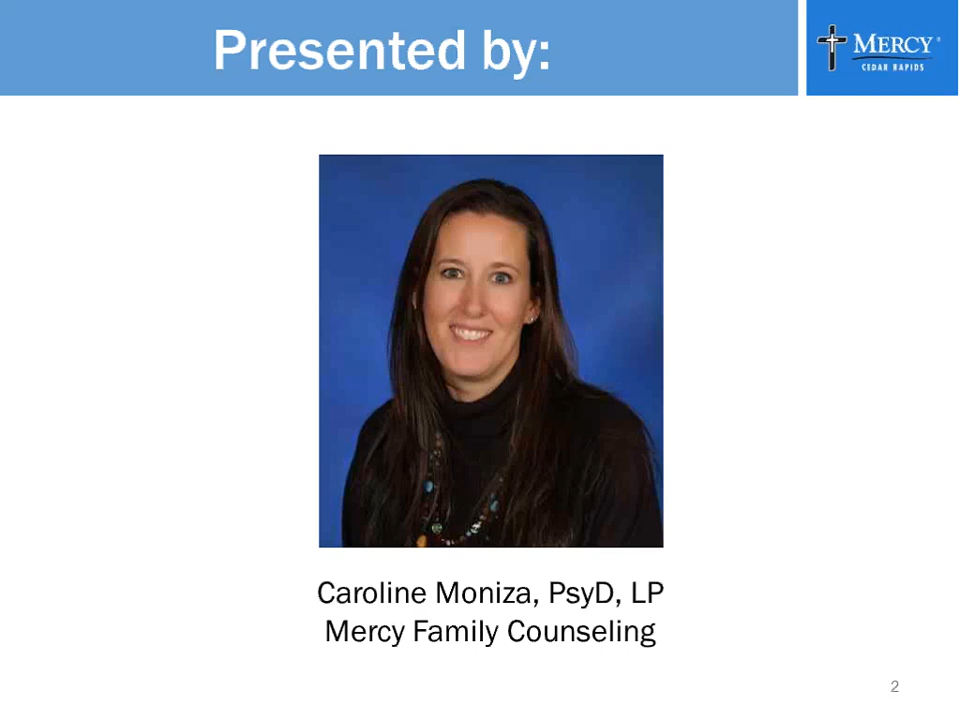 Presented by:
MERCY®
CEDAR RAPIDS
Caroline Moniza, PsyD, LP
Mercy Family Counseling
2